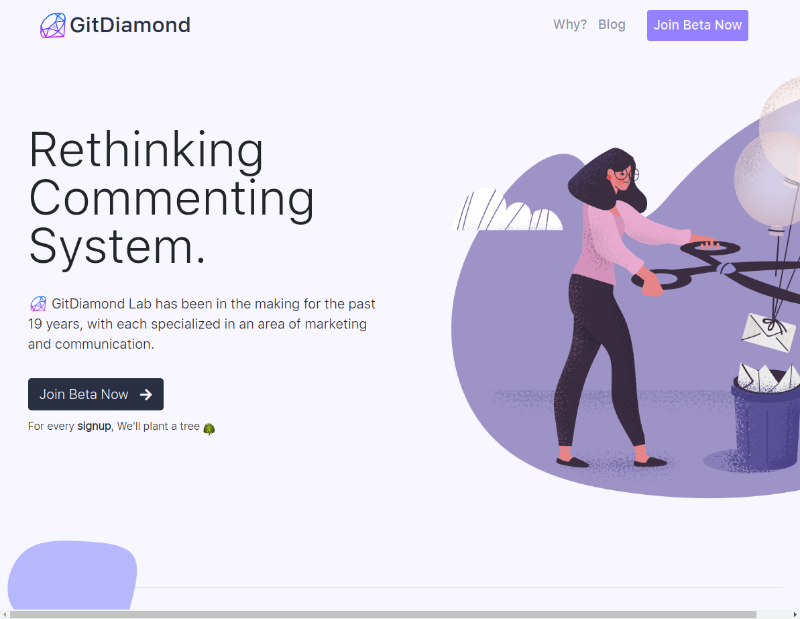 GitDiamond
Why? Blog Join Beta Now
Rethinking
Commenting
System.
GitDiamond Lab has been in the making for the past
19 years, with each specialized in an area of marketing
and communication.
Join Beta Now
For every signup, We'll plant a tree